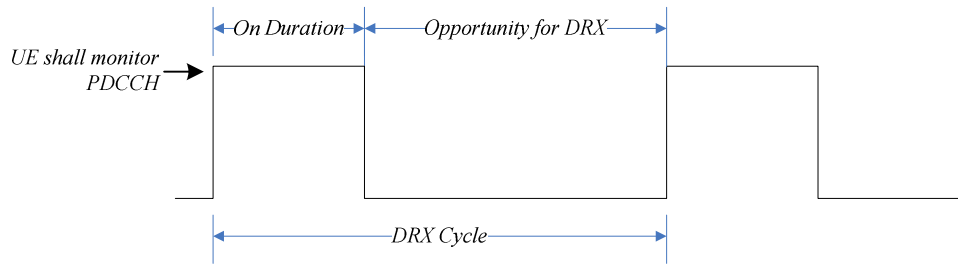 On Duration
Opportunity for DRX
UE shall monitor
PDCCH
DRX Cycle